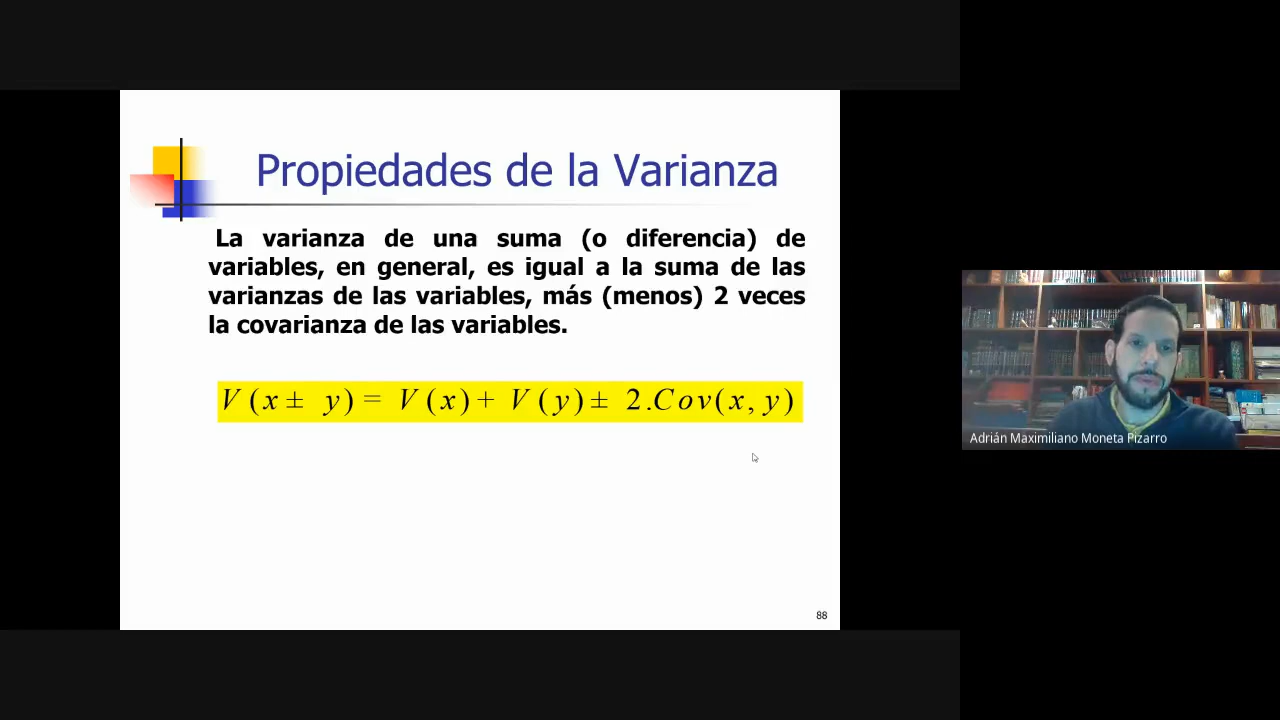 Propiedades de la Varianza
La varianza de una suma (o diferencia) de
variables, en general, es igual a la suma de las
varianzas de las variables, más (menos) 2 veces
la covarianza de las variables.
V(x± y)= V(x)+ V(y)± 2.Cov(x, y)
88
Adrián Maximiliano Moneta Pizarro